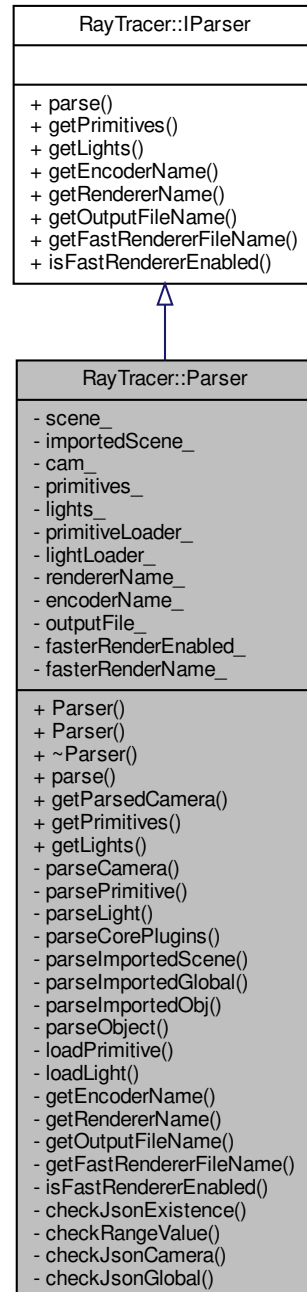 RayTracer::IParser
+ parse()
+ getPrimitives()
+ getLights()
+ getEncoderName()
+ getRendererName()
+ getOutputFileName()
+ getFastRendererFileName()
+ isFastRendererEnabled()
RayTracer::Parser
- scene_
- importedScene_
- cam_
- primitives_
- lights_
- primitiveLoader_
- lightLoader_
- rendererName_
- encoderName_
- outputFile_
- fasterRenderEnabled_
- fasterRenderName_
+ Parser()
+ Parser()
+ ~Parser()
+ parse()
+ getParsedCamera()
+ getPrimitives()
+ getLights()
- parseCamera()
- parsePrimitive()
- parseLight()
- parseCorePlugins()
- parseImportedScene()
- parseImportedGlobal()
- parseImportedObj()
- parseObject()
- loadPrimitive()
- loadLight()
- getEncoderName()
- getRendererName()
- getOutputFileName()
- getFastRendererFileName()
- isFastRendererEnabled()
- checkJsonExistence()
- checkRangeValue()
- checkJsonCamera()
- checkJsonGlobal()